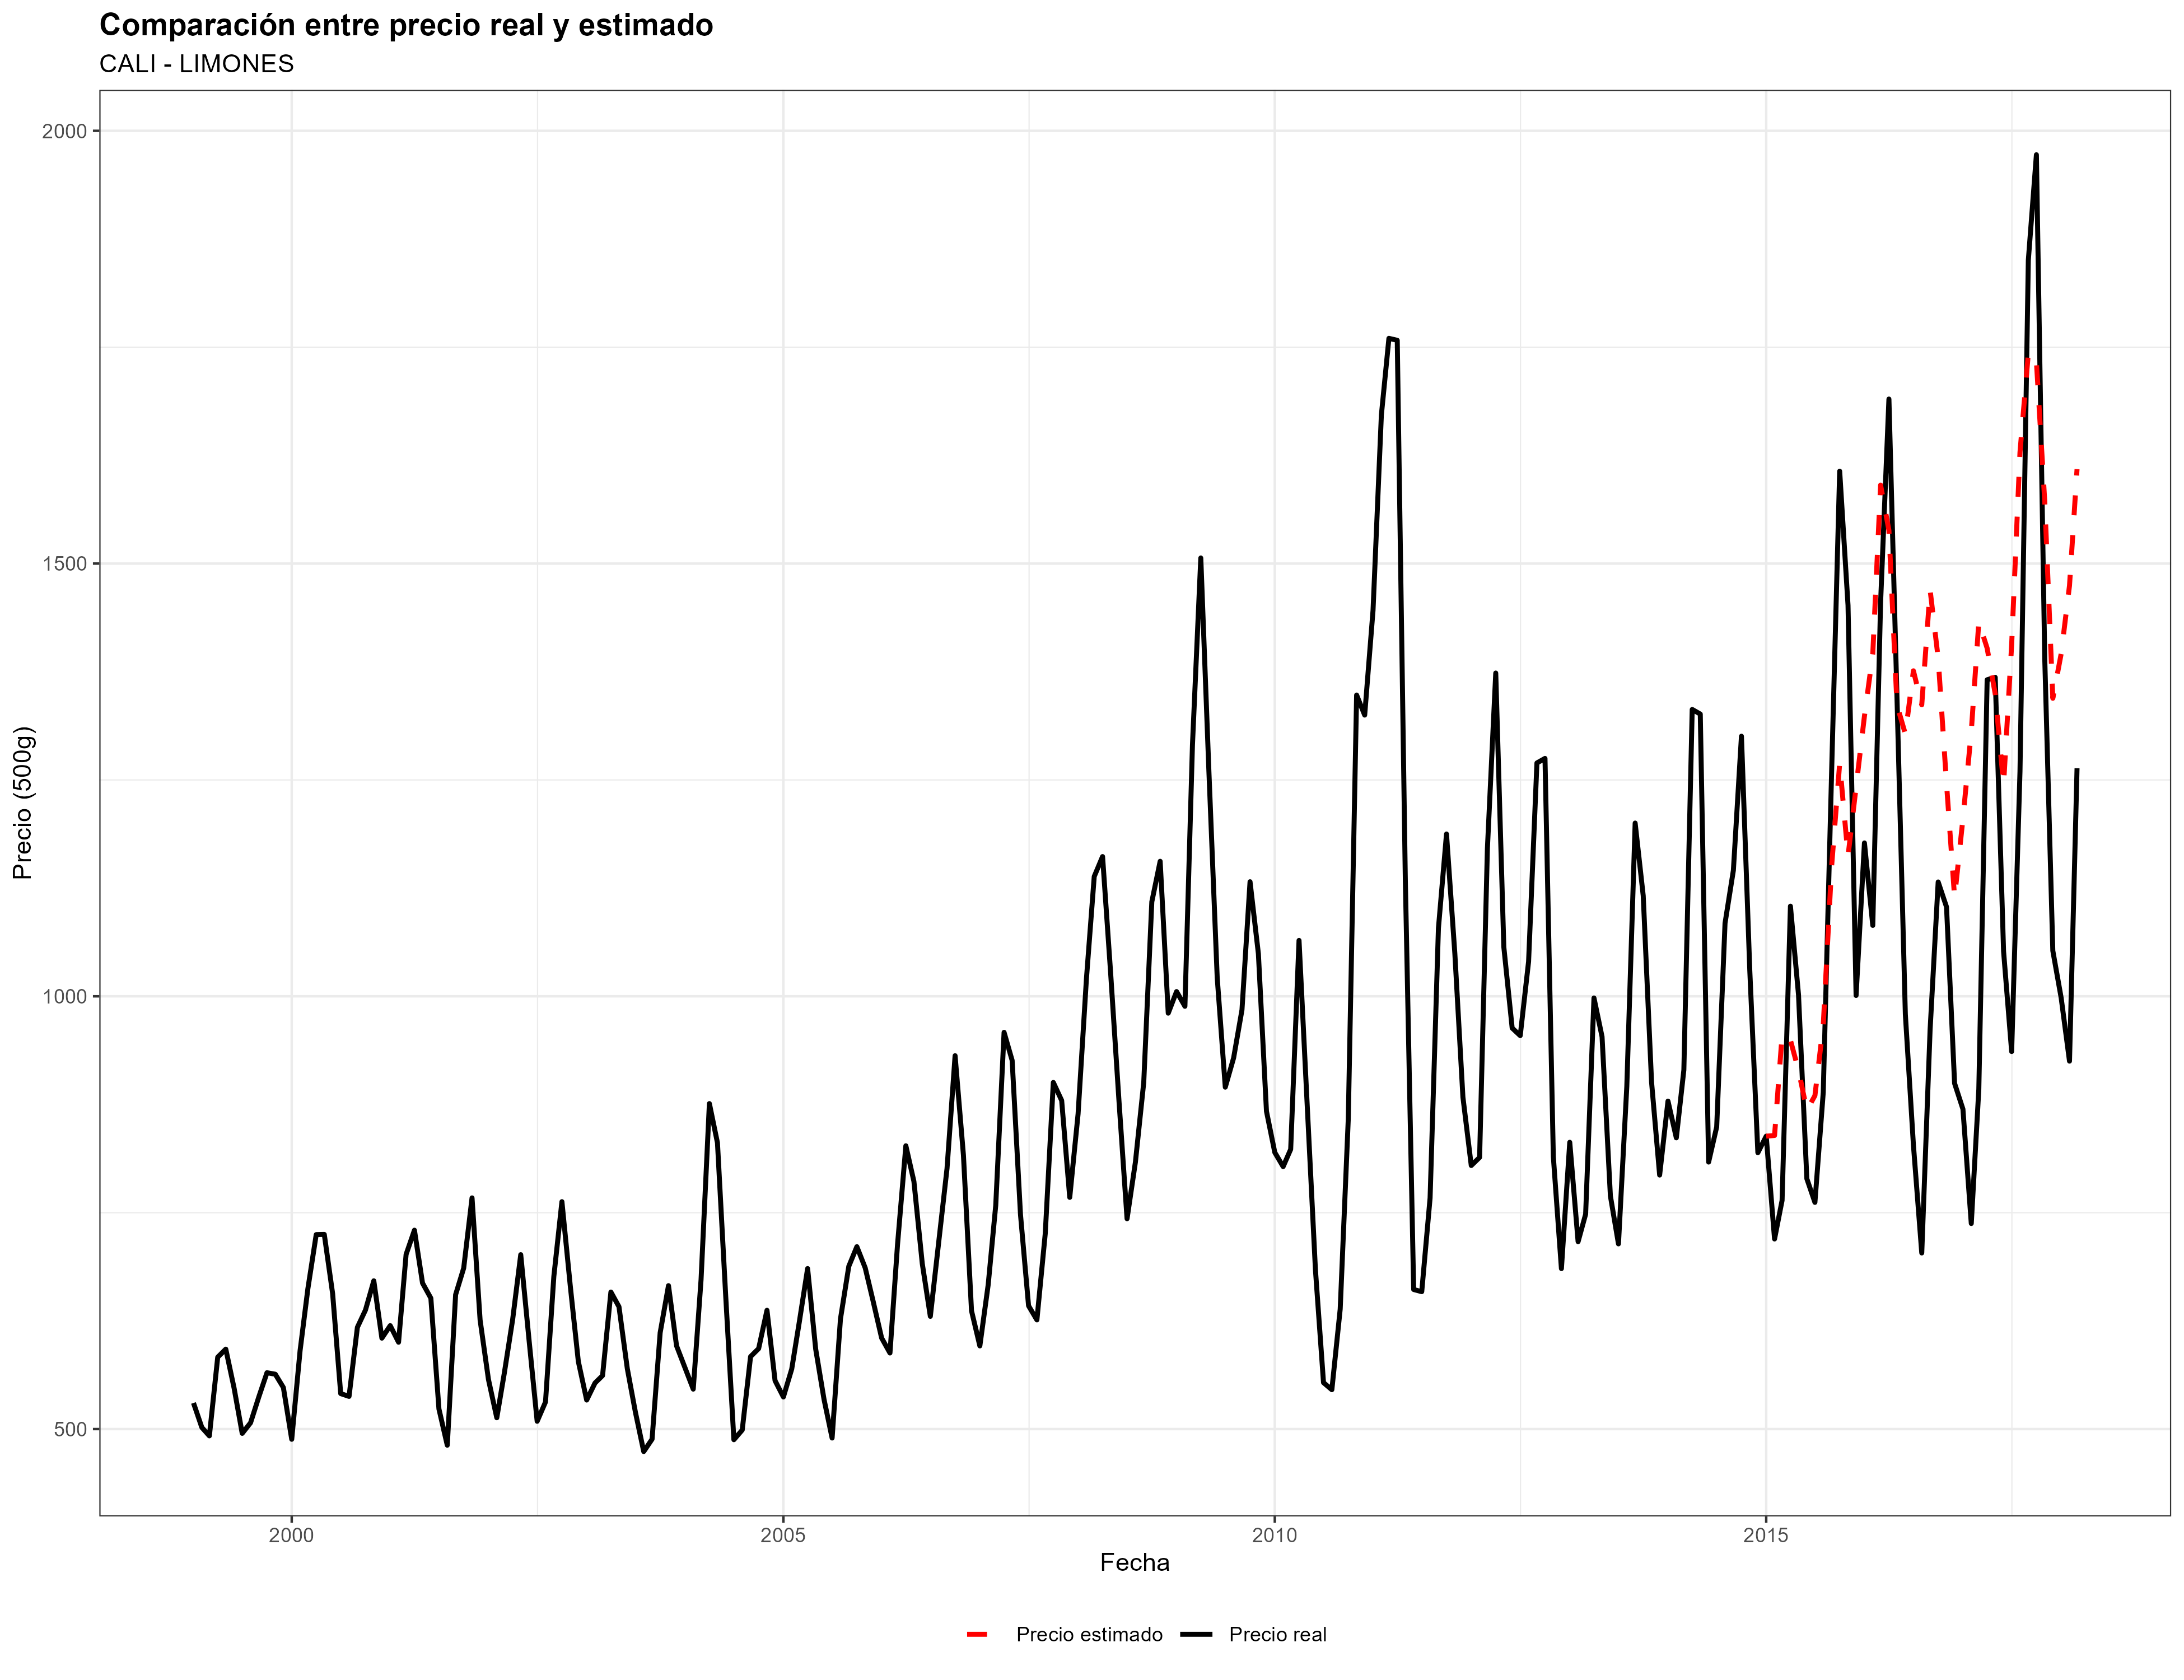 Comparación entre precio real y estimado
CALI - LIMONES
2000
1500
1000
500
Precio (500g)
2000 2005 2010 2015
Fecha
Precio estimado Precio real